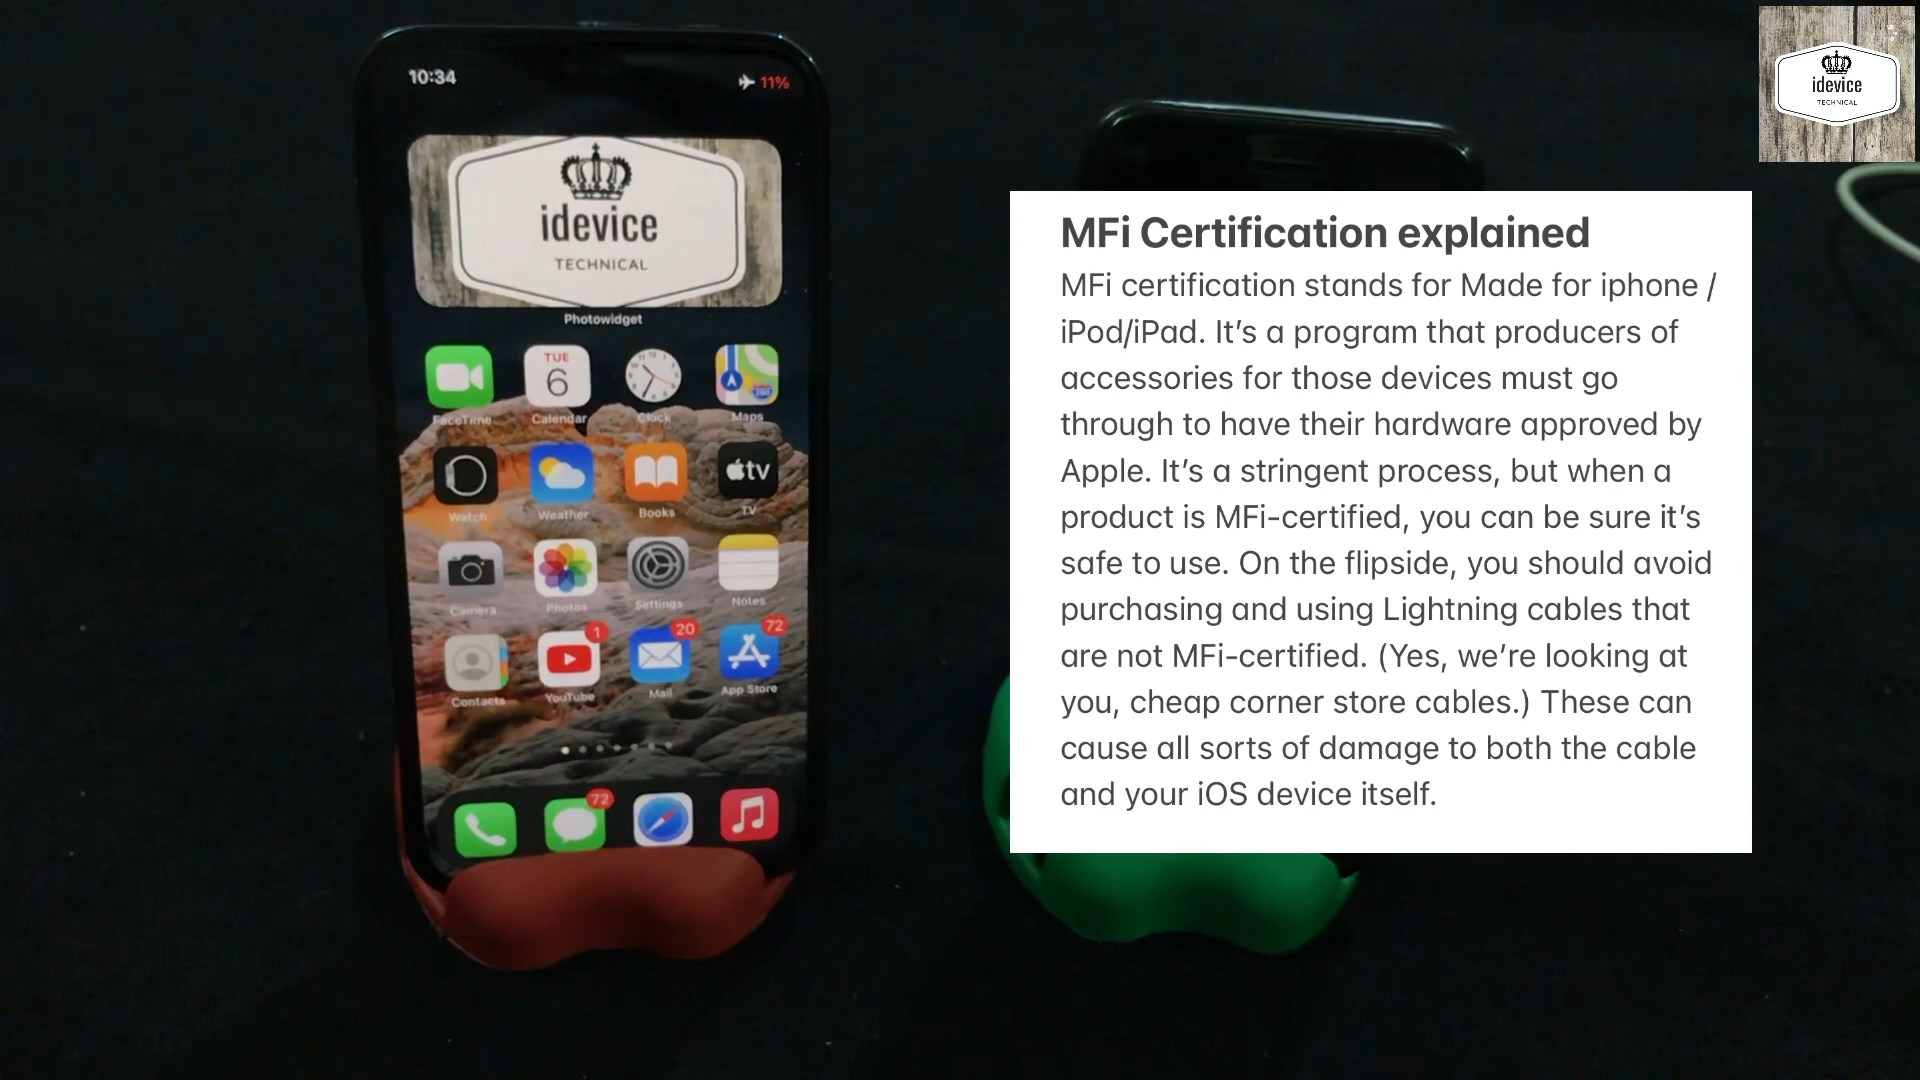 10:34
11%
idevice
TECHNICAL
Photowidget
TUE
6
FaceTime
Calendar
Clock
Maps
tv
Watch
Weather
Books
TV
Camera
Photos
Settings
Notes
1
20
72
Contacts
YouTube
Mail
App Store
72
idevice
TECHNICAL
MFi Certification explained
MFi certification stands for Made for iphone /
iPod/iPad. It’s a program that producers of
accessories for those devices must go
through to have their hardware approved by
Apple. It’s a stringent process, but when a
product is MFi-certified, you can be sure it’s
safe to use. On the flipside, you should avoid
purchasing and using Lightning cables that
are not MFi-certified. (Yes, we’re looking at
you, cheap corner store cables.) These can
cause all sorts of damage to both the cable
and your iOS device itself.